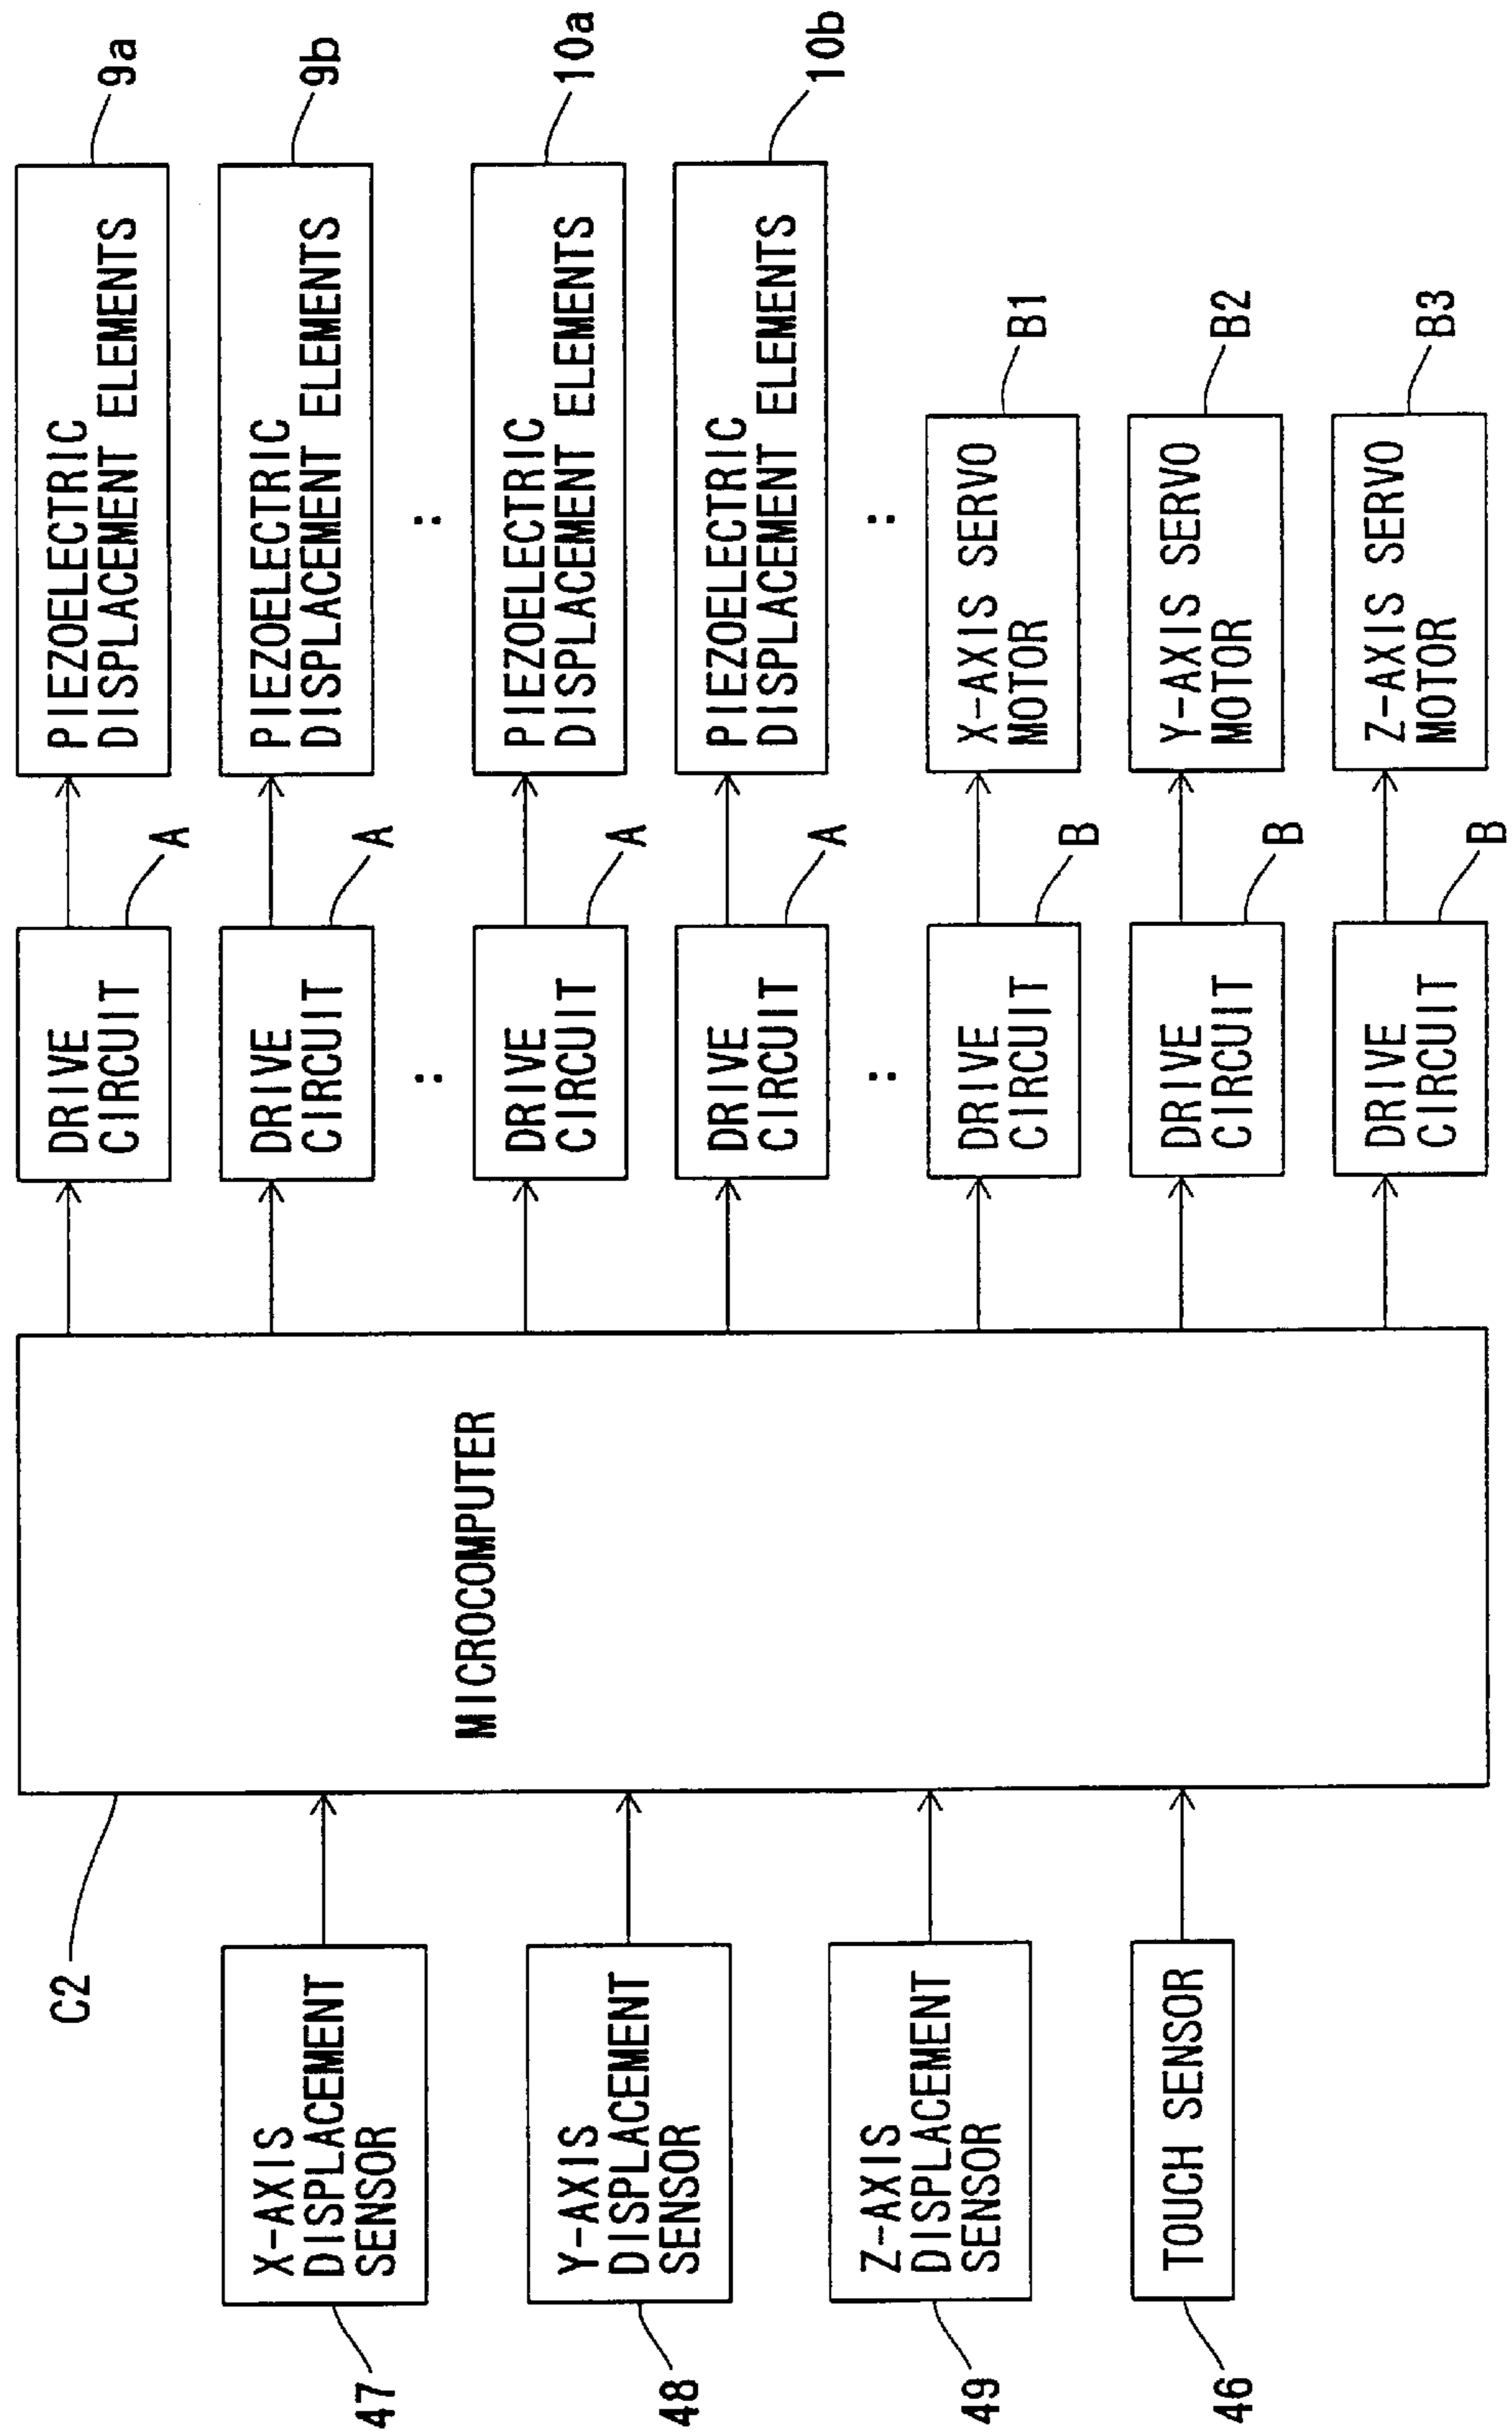 47
X-AXIS
DISPLACEMENT
SENSOR
48
Y-AXIS
DISPLACEMENT
SENSOR
49
Z-AXIS
DISPLACEMENT
SENSOR
46
TOUCH SENSOR
C2
MICROCOMPUTER
DRIVE
CIRCUIT
A
PIEZOELECTRIC
DISPLACEMENT ELEMENTS
9a
DRIVE
CIRCUIT
A
PIEZOELECTRIC
DISPLACEMENT ELEMENTS
9b
:
:
DRIVE
CIRCUIT
A
PIEZOELECTRIC
DISPLACEMENT ELEMENTS
10a
DRIVE
CIRCUIT
A
PIEZOELECTRIC
DISPLACEMENT ELEMENTS
10b
:
:
DRIVE
CIRCUIT
B
X-AXIS SERVO
MOTOR
B1
DRIVE
CIRCUIT
B
Y-AXIS SERVO
MOTOR
B2
DRIVE
CIRCUIT
B
Z-AXIS SERVO
MOTOR
B3